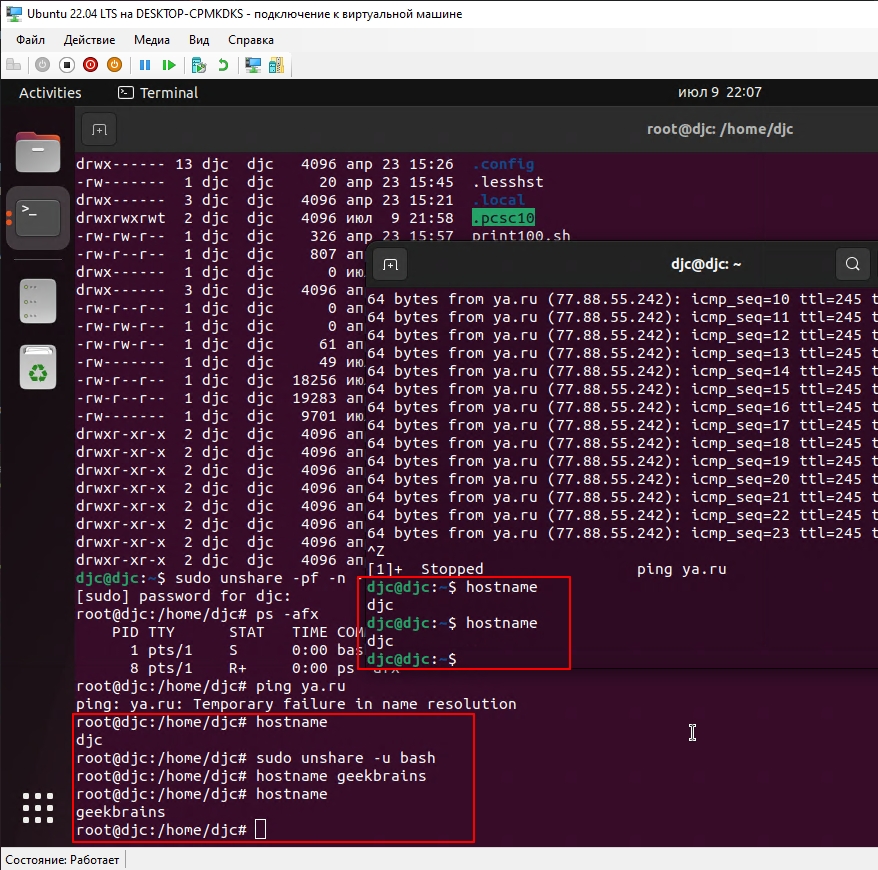 Ubuntu 22.04 LTS на DESKTOP-CPMKDKS - подключение к виртуальной машине
Файл Действие Медиа Вид Справка
Activities Terminal июл 9 22:07
root@djc: /home/djc
drwx------ 13 djc djc 4096 апр 23 15:26 .config
-rw------- 1 djc djc 20 апр 23 15:45 .lesshst
drwx------ 3 djc djc 4096 апр 23 15:21 .local
drwxrwxrwt 2 djc djc 4096 июл 9 21:58 .pcsc10
-rw-rw-r-- 1 djc djc 326 апр 23 15:57 print100.sh
-rw-r--r-- 1 djc djc 807 ап
drwx------ 1 djc djc 0 ию
drwx------ 3 djc djc 4096 ап
-rw-r--r-- 1 djc djc 0 ап
-rw-rw-r-- 1 djc djc 0 ап
-rw-rw-r-- 1 djc djc 61 ап
-rw------- 1 djc djc 49 ию
-rw-r--r-- 1 djc djc 18256 ию
-rw-r--r-- 1 djc djc 19283 ап
-rw------- 1 djc djc 9701 ию
drwxr-xr-x 2 djc djc 4096 ап
drwxr-xr-x 2 djc djc 4096 ап
drwxr-xr-x 2 djc djc 4096 ап
drwxr-xr-x 2 djc djc 4096 ап
drwxr-xr-x 2 djc djc 4096 ап
drwxr-xr-x 2 djc djc 4096 ап
drwxr-xr-x 2 djc djc 4096 ап
drwxr-xr-x 2 djc djc 4096 ап
djc@djc:~$ sudo unshare -pf -n
[sudo] password for djc:
root@djc:/home/djc# ps -afx
PID TTY STAT TIME COM
1 pts/1 S 0:00 bas
8 pts/1 R+ 0:00 ps -afx
root@djc:/home/djc# ping ya.ru
ping: ya.ru: Temporary failure in name resolution
root@djc:/home/djc# hostname
djc
root@djc:/home/djc# sudo unshare -u bash
root@djc:/home/djc# hostname geekbrains
root@djc:/home/djc# hostname
geekbrains
root@djc:/home/djc#
djc@djc: ~
64 bytes from ya.ru (77.88.55.242): icmp_seq=10 ttl=245 t
64 bytes from ya.ru (77.88.55.242): icmp_seq=11 ttl=245 t
64 bytes from ya.ru (77.88.55.242): icmp_seq=12 ttl=245 t
64 bytes from ya.ru (77.88.55.242): icmp_seq=13 ttl=245 t
64 bytes from ya.ru (77.88.55.242): icmp_seq=14 ttl=245 t
64 bytes from ya.ru (77.88.55.242): icmp_seq=15 ttl=245 t
64 bytes from ya.ru (77.88.55.242): icmp_seq=16 ttl=245 t
64 bytes from ya.ru (77.88.55.242): icmp_seq=17 ttl=245 t
64 bytes from ya.ru (77.88.55.242): icmp_seq=18 ttl=245 t
64 bytes from ya.ru (77.88.55.242): icmp_seq=19 ttl=245 t
64 bytes from ya.ru (77.88.55.242): icmp_seq=20 ttl=245 t
64 bytes from ya.ru (77.88.55.242): icmp_seq=21 ttl=245 t
64 bytes from ya.ru (77.88.55.242): icmp_seq=22 ttl=245 t
64 bytes from ya.ru (77.88.55.242): icmp_seq=23 ttl=245 t
^Z
[1]+ Stopped ping ya.ru
djc@djc:~$ hostname
djc
djc@djc:~$ hostname
djc
djc@djc:~$
Состояние: Работает